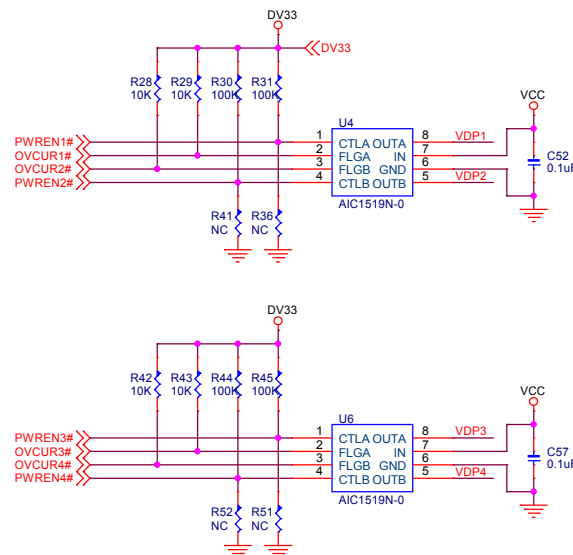 DV33
DV33
R28 R29 R30 R31
10K 10K 100K 100K
U4
VCC
PWREN1# 1 CTLA OUTA 8 VDP1
OVCUR1# 2 FLGA IN 7
OVCUR2# 3 FLGB GND 6
PWREN2# 4 CTLB OUTB 5 VDP2
C52
0.1uF
AIC1519N-0
R41 R36
NC NC
DV33
R42 R43 R44 R45
10K 10K 100K 100K
U6
VCC
PWREN3# 1 CTLA OUTA 8 VDP3
OVCUR3# 2 FLGA IN 7
OVCUR4# 3 FLGB GND 6
PWREN4# 4 CTLB OUTB 5 VDP4
C57
0.1uF
AIC1519N-0
R52 R51
NC NC